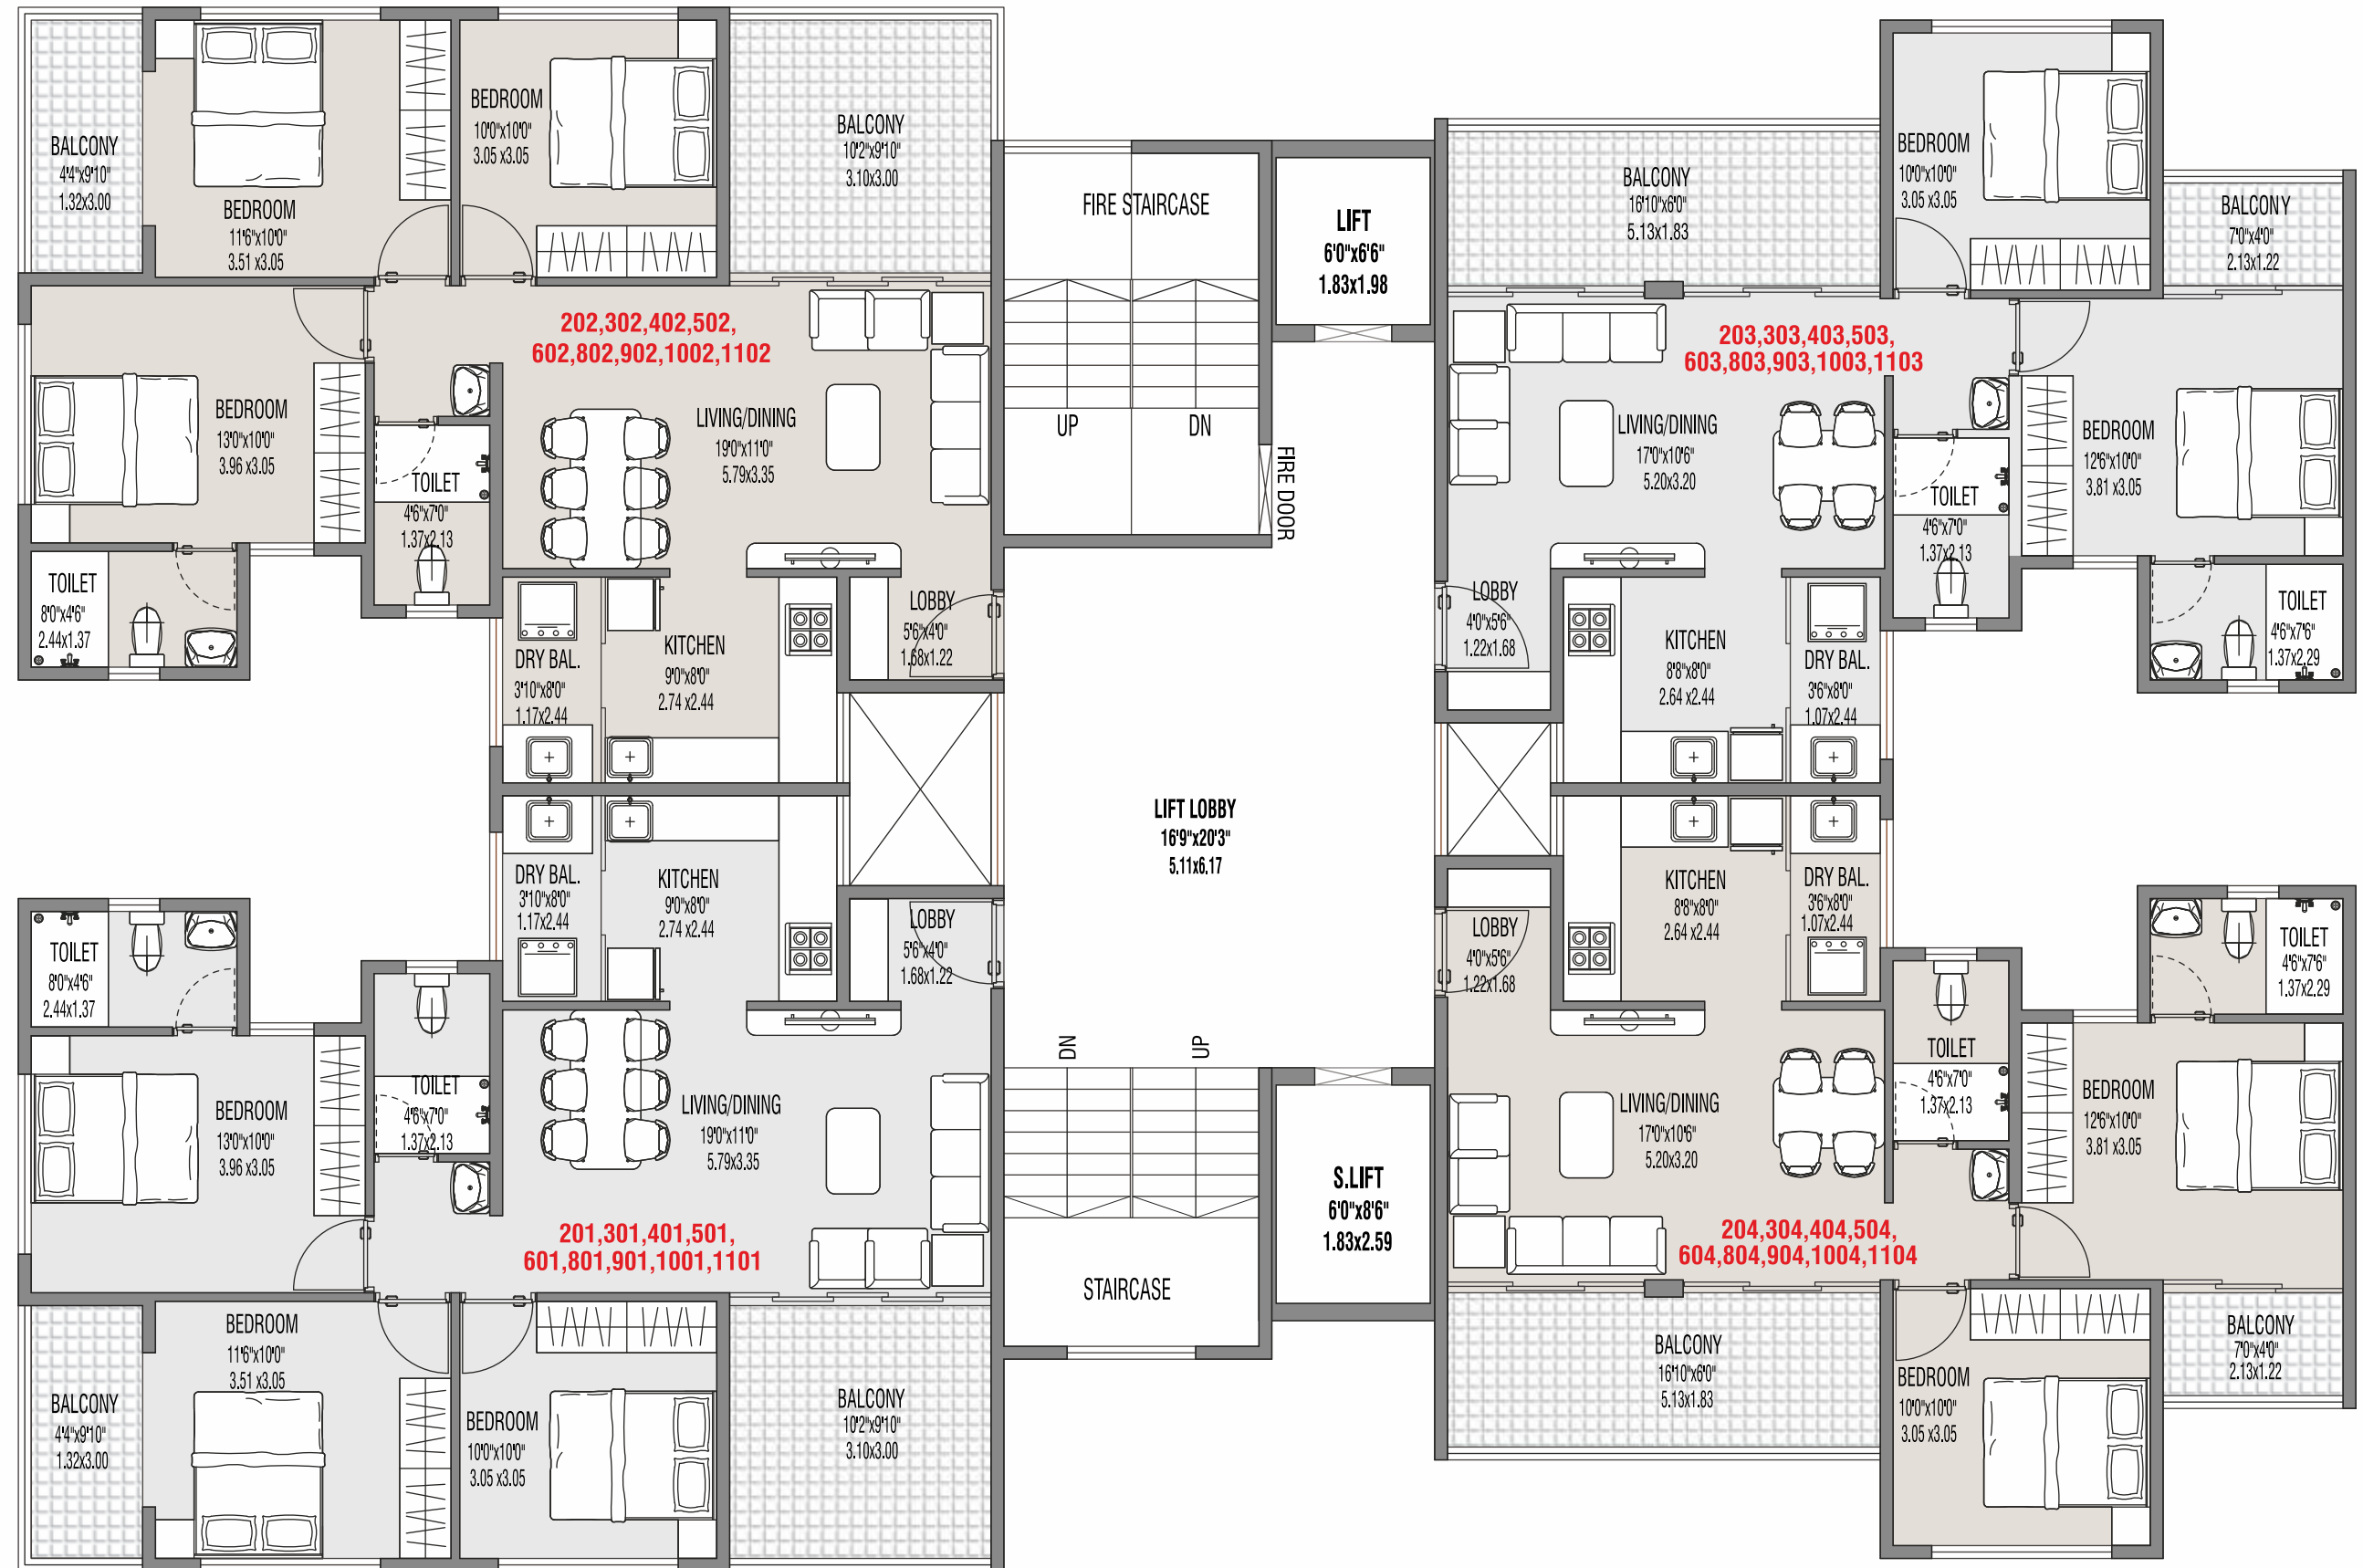 BALCONY
4'4"x9'10"
1.32x3.00
BEDROOM
11'6"x10'0"
3.51 x3.05
BEDROOM
10'0"x10'0"
3.05 x3.05
BALCONY
10'2"x9'10"
3.10x3.00
202,302,402,502,
602,802,902,1002,1102
BEDROOM
13'0"x10'0"
3.96 x3.05
TOILET
4'6"x7'0"
1.37x2.13
LIVING/DINING
19'0"x11'0"
5.79x3.35
TOILET
8'0"x4'6"
2.44x1.37
DRY BAL.
3'10"x8'0"
1.17x2.44
KITCHEN
9'0"x8'0"
2.74 x2.44
LOBBY
5'6"x4'0"
1.68x1.22
FIRE STAIRCASE
UP
DN
LIFT
6'0"x6'6"
1.83x1.98
FIRE DOOR
BALCONY
16'10"x6'0"
5.13x1.83
BEDROOM
10'0"x10'0"
3.05 x3.05
BALCONY
7'0"x4'0"
2.13x1.22
203,303,403,503,
603,803,903,1003,1103
LIVING/DINING
17'0"x10'6"
5.20x3.20
BEDROOM
12'6"x10'0"
3.81 x3.05
TOILET
4'6"x7'0"
1.37x2.13
LOBBY
4'0"x5'6"
1.22x1.68
KITCHEN
8'8"x8'0"
2.64 x2.44
DRY BAL.
3'6"x8'0"
1.07x2.44
TOILET
4'6"x7'6"
1.37x2.29
LIFT LOBBY
16'9"x20'3"
5.11x6.17
TOILET
8'0"x4'6"
2.44x1.37
DRY BAL.
3'10"x8'0"
1.17x2.44
KITCHEN
9'0"x8'0"
2.74 x2.44
LOBBY
5'6"x4'0"
1.68x1.22
BEDROOM
13'0"x10'0"
3.96 x3.05
TOILET
4'6"x7'0"
1.37x2.13
LIVING/DINING
19'0"x11'0"
5.79x3.35
201,301,401,501,
601,801,901,1001,1101
BALCONY
4'4"x9'10"
1.32x3.00
BEDROOM
11'6"x10'0"
3.51 x3.05
BEDROOM
10'0"x10'0"
3.05 x3.05
BALCONY
10'2"x9'10"
3.10x3.00
DN
UP
STAIRCASE
S.LIFT
6'0"x8'6"
1.83x2.59
LOBBY
4'0"x5'6"
1.22x1.68
KITCHEN
8'8"x8'0"
2.64 x2.44
DRY BAL.
3'6"x8'0"
1.07x2.44
TOILET
4'6"x7'6"
1.37x2.29
LIVING/DINING
17'0"x10'6"
5.20x3.20
TOILET
4'6"x7'0"
1.37x2.13
BEDROOM
12'6"x10'0"
3.81 x3.05
204,304,404,504,
604,804,904,1004,1104
BALCONY
16'10"x6'0"
5.13x1.83
BEDROOM
10'0"x10'0"
3.05 x3.05
BALCONY
7'0"x4'0"
2.13x1.22